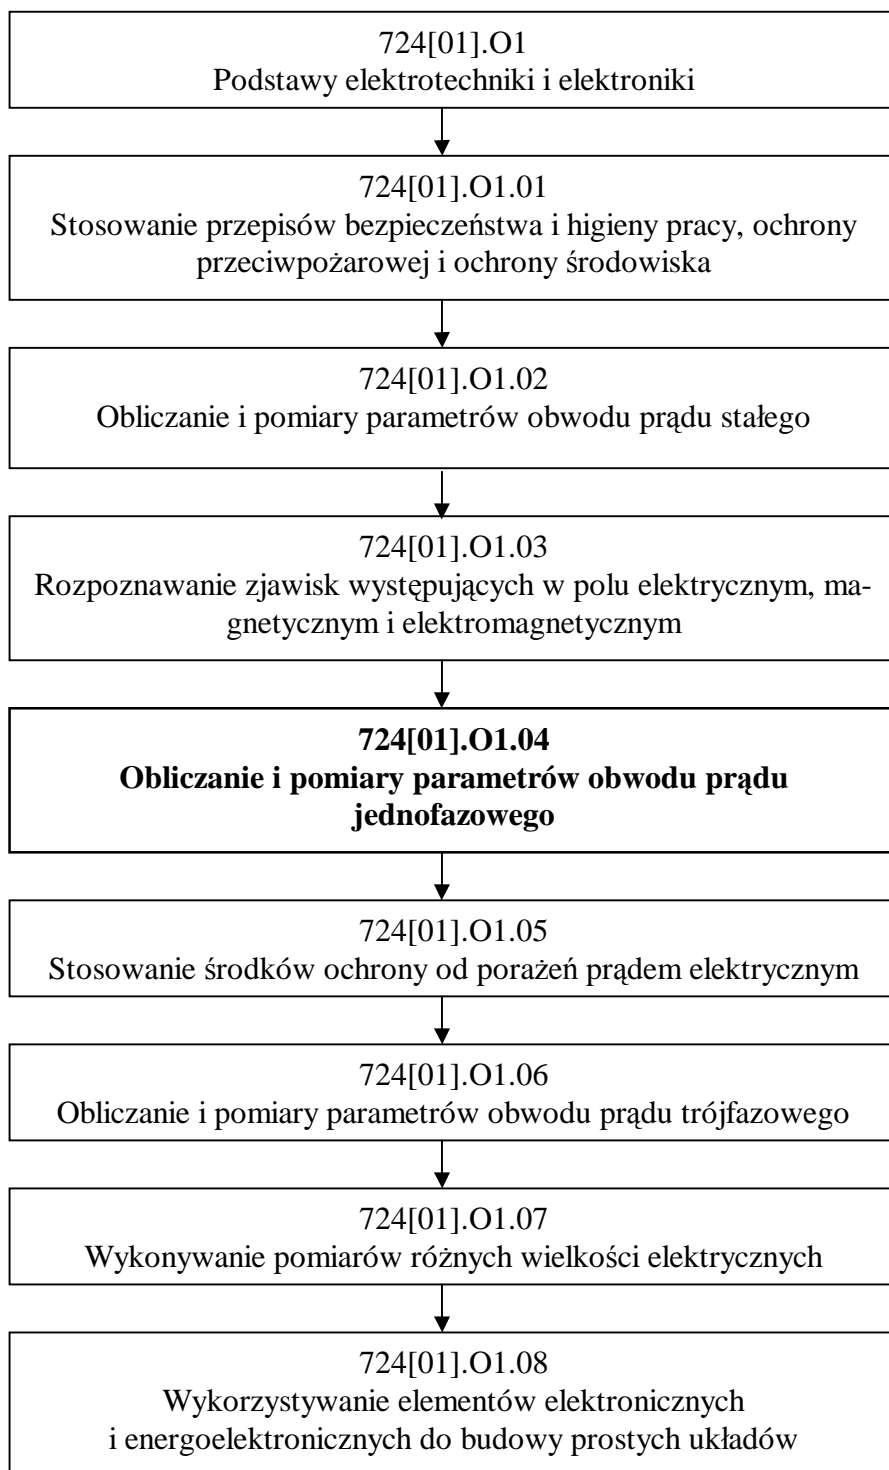 724[01].O1
Podstawy elektrotechniki i elektroniki
724[01].O1.01
Stosowanie przepisów bezpieczeństwa i higieny pracy, ochrony
przeciwpożarowej i ochrony środowiska
724[01].O1.02
Obliczanie i pomiary parametrów obwodu prądu stałego
724[01].O1.03
Rozpoznawanie zjawisk występujących w polu elektrycznym, ma-
gnetycznym i elektromagnetycznym
724[01].O1.04
Obliczanie i pomiary parametrów obwodu prądu
jednofazowego
724[01].O1.05
Stosowanie środków ochrony od porażeń prądem elektrycznym
724[01].O1.06
Obliczanie i pomiary parametrów obwodu prądu trójfazowego
724[01].O1.07
Wykonywanie pomiarów różnych wielkości elektrycznych
724[01].O1.08
Wykorzystywanie elementów elektronicznych
i energoelektronicznych do budowy prostych układów